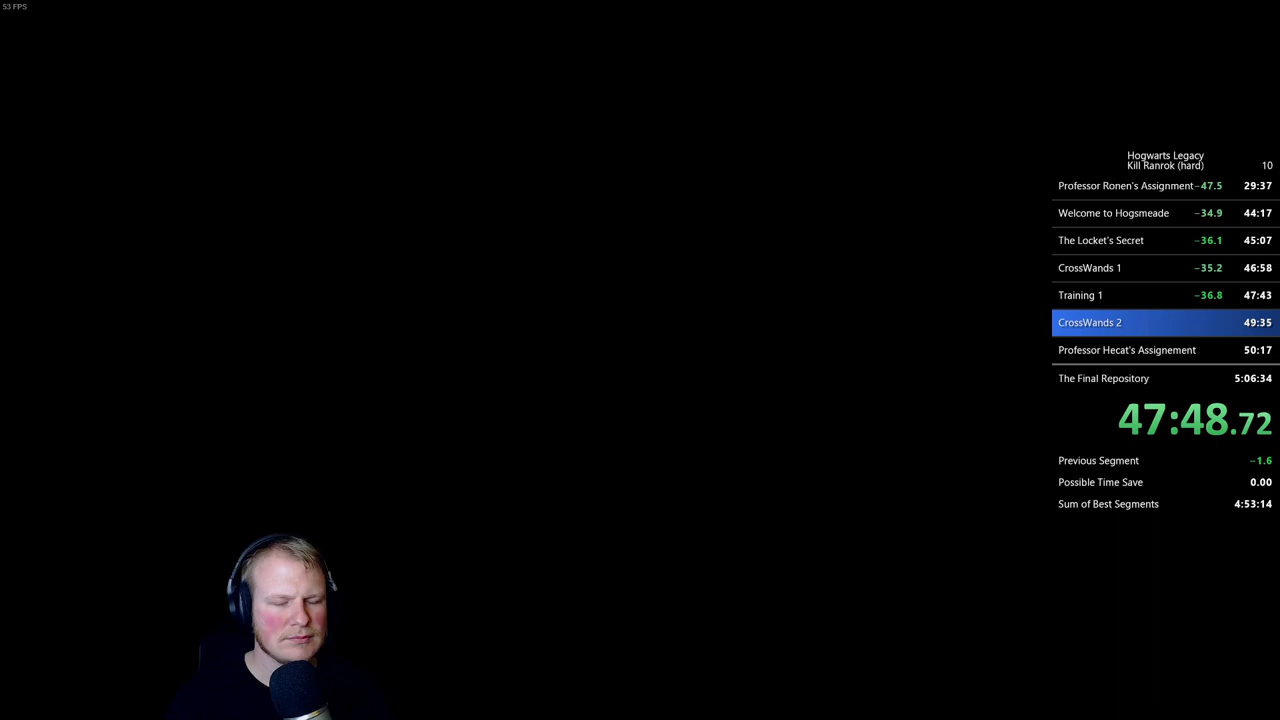 53 FPS
Hogwarts Legacy
Kill Ranrok (hard) 10
Professor Ronen's Assignment -47.5 29:37
Welcome to Hogsmeade -34.9 44:17
The Locket's Secret -36.1 45:07
CrossWands 1 -35.2 46:58
Training 1 -36.8 47:43
CrossWands 2 49:35
Professor Hecat's Assignement 50:17
The Final Repository 5:06:34
47:48.72
Previous Segment -1.6
Possible Time Save 0.00
Sum of Best Segments 4:53:14